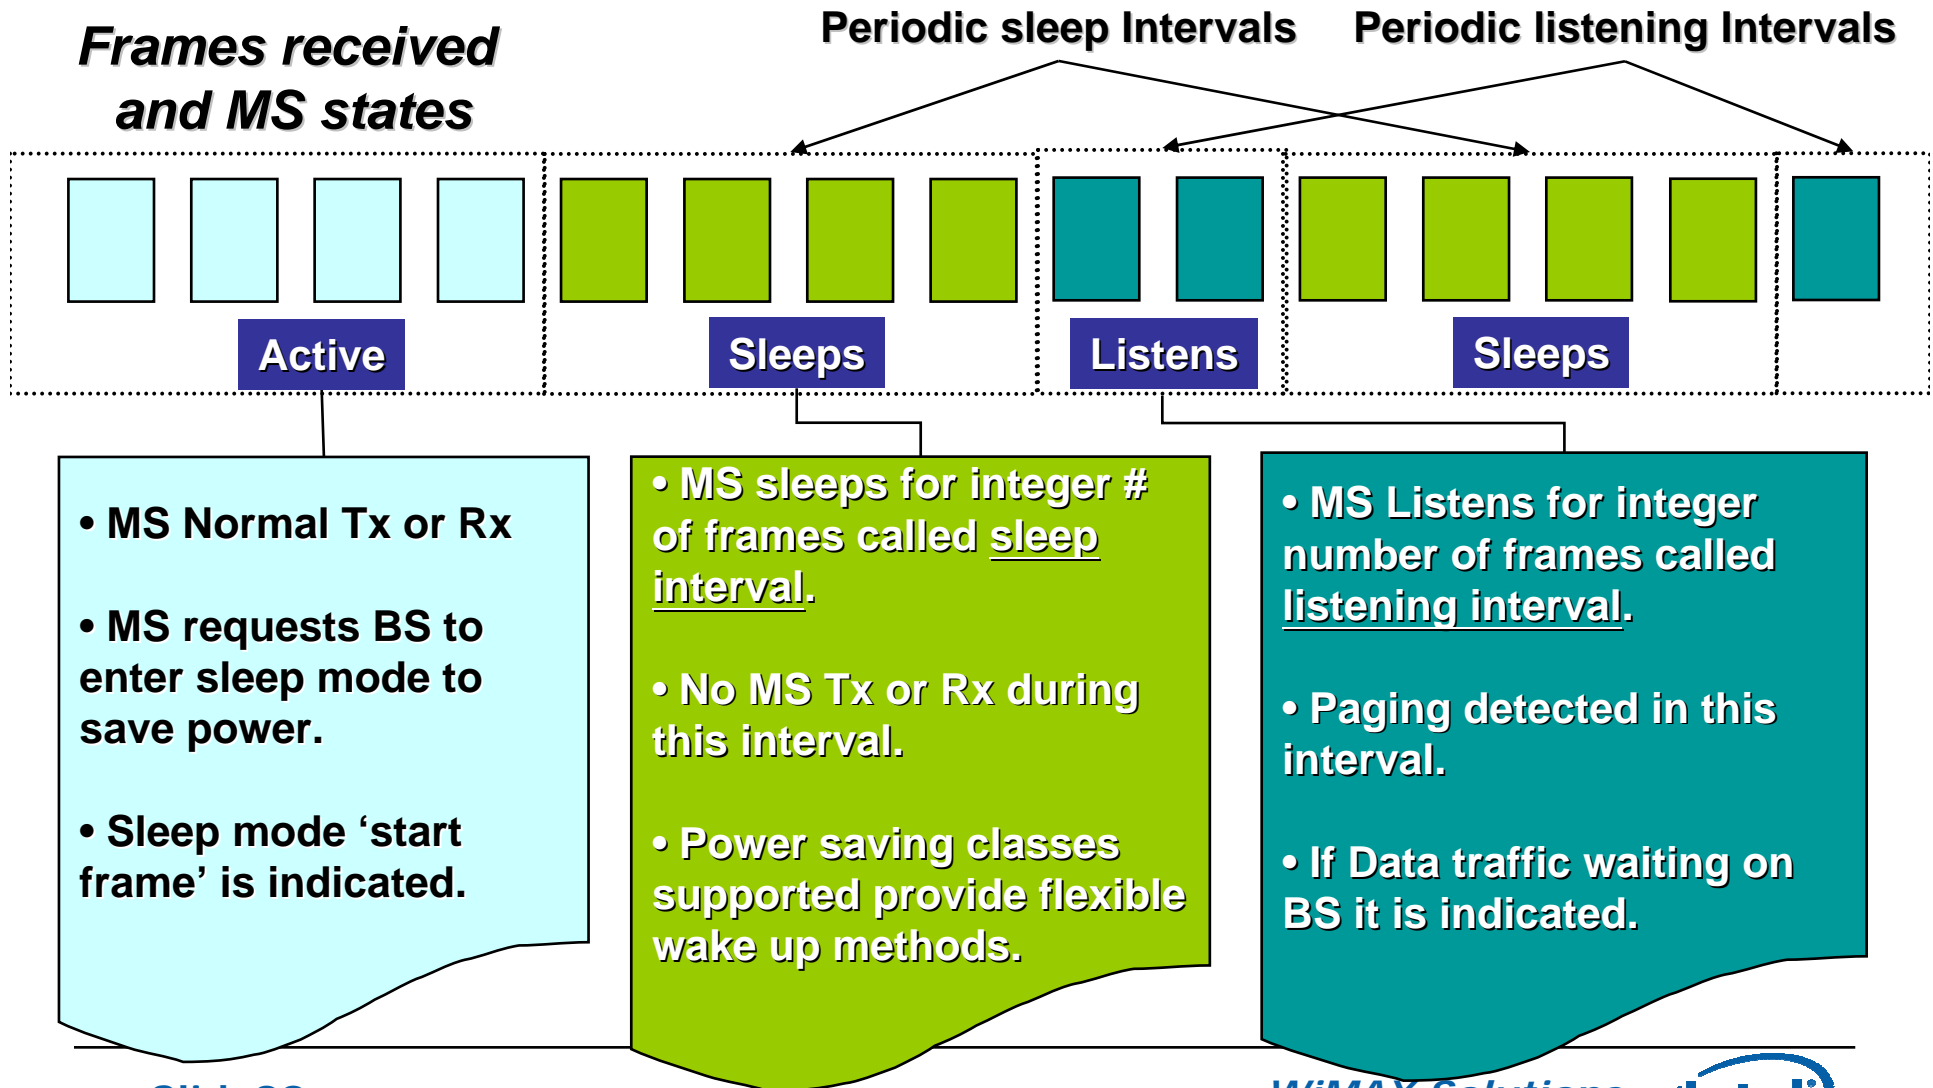 Frames received
and MS states
Periodic sleep Intervals
Periodic listening Intervals
Active
Sleeps
Listens
Sleeps
• MS Normal Tx or Rx
• MS requests BS to
enter sleep mode to
save power.
• Sleep mode ‘start
frame’ is indicated.
• MS sleeps for integer #
of frames called sleep
interval.
• No MS Tx or Rx during
this interval.
• Power saving classes
supported provide flexible
wake up methods.
• MS Listens for integer
number of frames called
listening interval.
• Paging detected in this
interval.
• If Data traffic waiting on
BS it is indicated.
WiMAX Solutions